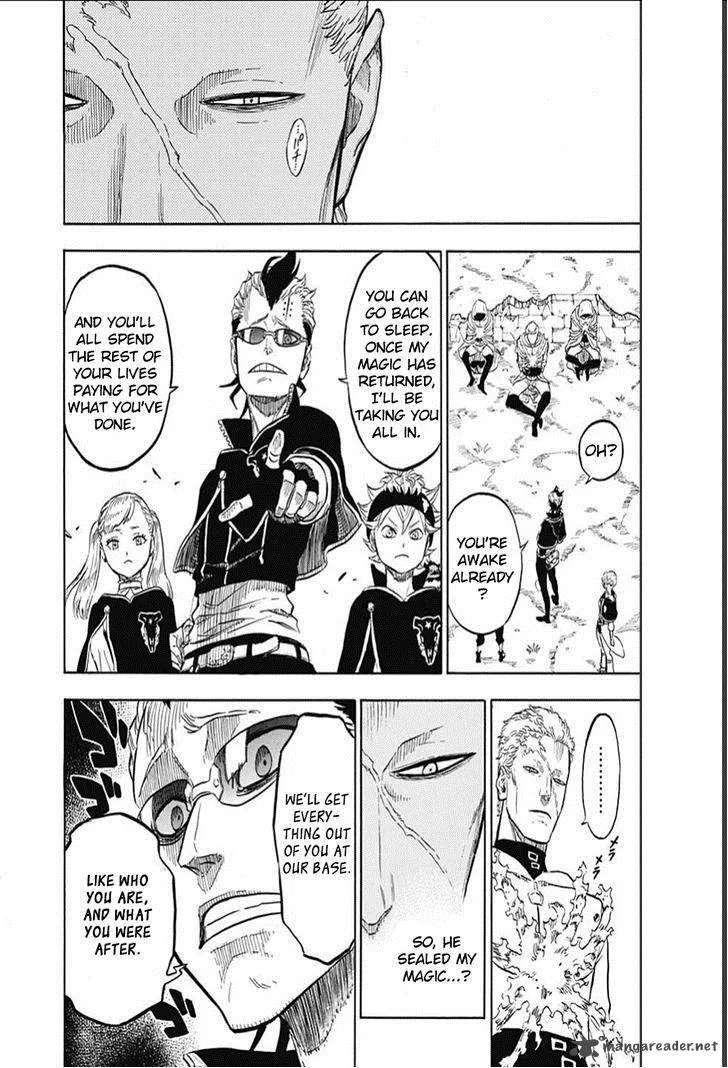 …パチ
OH?
YOU'RE
AWAKE
ALREADY
?
YOU CAN
GO BACK
TO SLEEP.
ONCE MY
MAGIC HAS
RETURNED,
I'LL BE
TAKING YOU
ALL IN.
AND YOU'LL
ALL SPEND
THE REST OF
YOUR LIVES
PAYING FOR
WHAT YOU'VE
DONE.
………
SO, HE
SEALED MY
MAGIC...?
WE'LL GET
EVERY-
THING OUT
OF YOU AT
OUR BASE.
LIKE WHO
YOU ARE,
AND WHAT
YOU WERE
AFTER.
mangareader.net